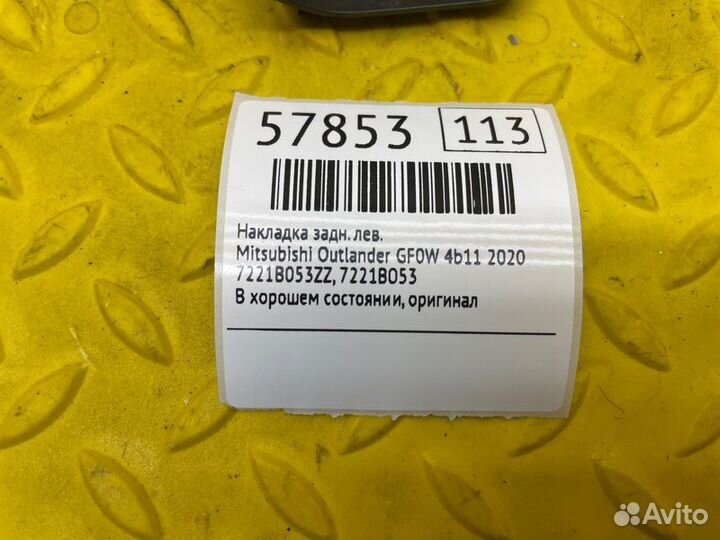 57853 113
Накладка задн. лев.
Mitsubishi Outlander GF0W 4b11 2020
7221B053ZZ, 7221B053
В хорошем состоянии, оригинал
Avito